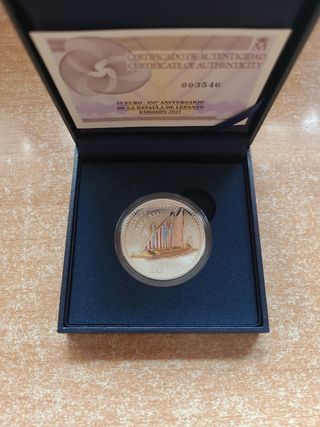 CERTIFICADO DE AUTENTICIDAD
CERTIFICATE OF AUTHENTICITY
003546
10 EURO - 450º ANIVERSARIO
DE LA BATALLA DE LEPANTO
EMISIÓN 2021